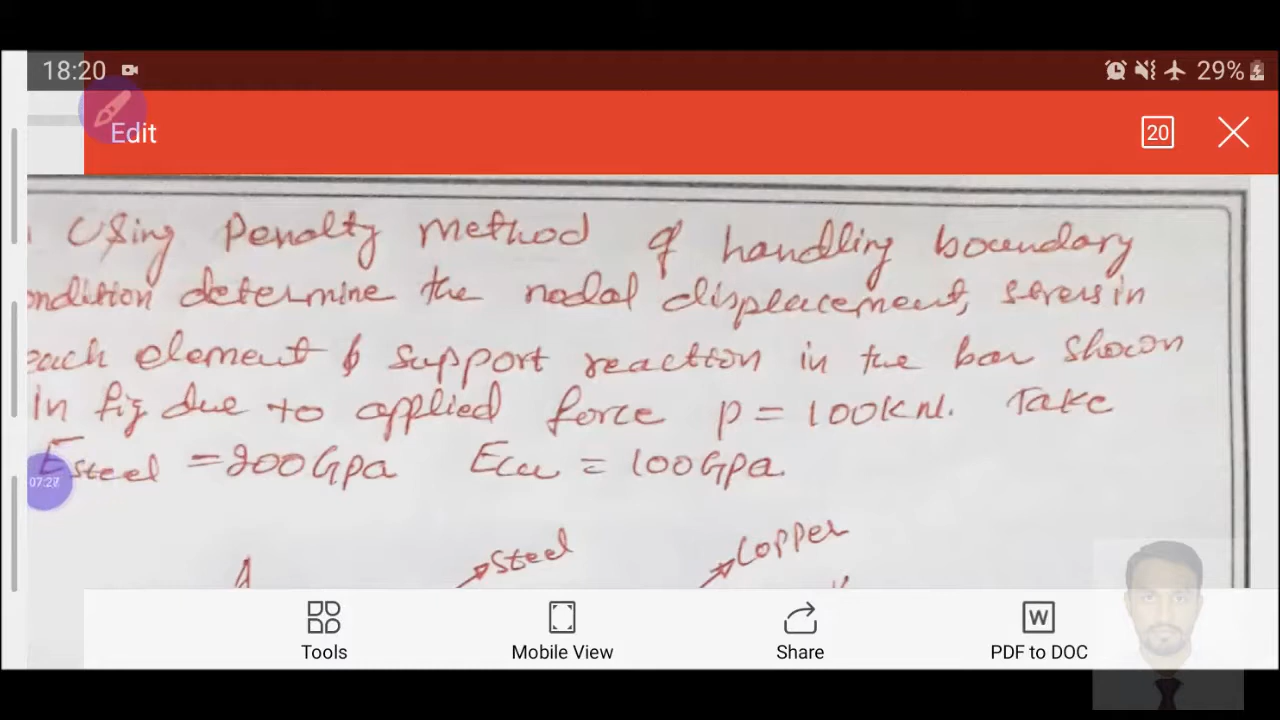 18:20 29%
Edit 20
Using Penalty method of handling boundary
ondition determine the nodal displacement, stress in
each element & support reaction in the bar shown
In fig due to applied force p = 100KN. Take
Esteel = 200Gpa Ecu = 100Gpa.
07:27
Steel Copper
Tools Mobile View Share W PDF to DOC